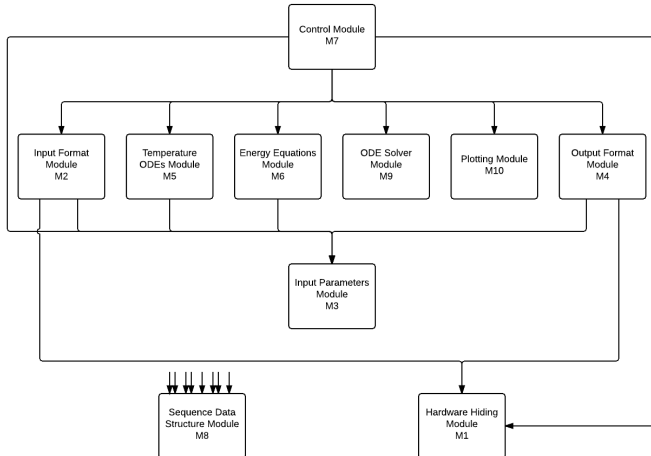 Control Module
M7
Input Format
Module
M2
Temperature
ODEs Module
M5
Energy Equations
Module
M6
ODE Solver
Module
M9
Plotting Module
M10
Output Format
Module
M4
Input Parameters
Module
M3
Sequence Data
Structure Module
M8
Hardware Hiding
Module
M1